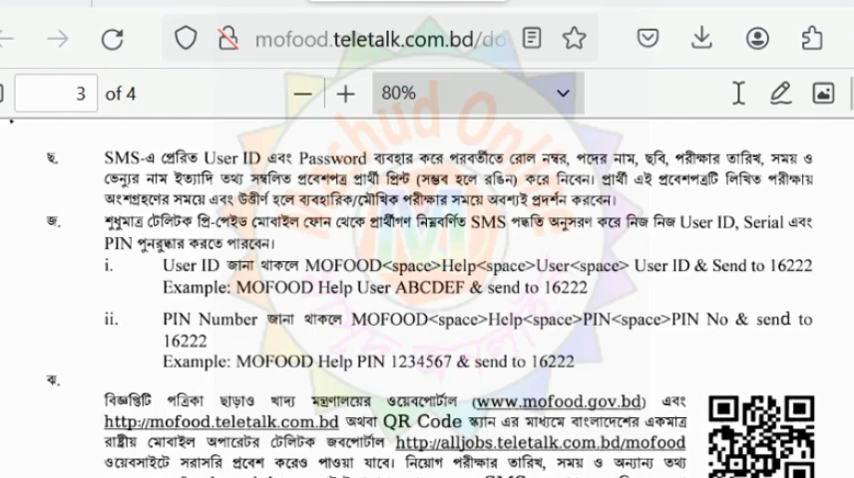 mofood.teletalk.com.bd/do
3 of 4 — + 80%
ছ. SMS-এ প্রেরিত User ID এবং Password ব্যবহার করে পরবর্তীতে রোল নম্বর, পদের নাম, ছবি, পরীক্ষার তারিখ, সময় ও
ভেন্যুর নাম ইত্যাদি তথ্য সম্বলিত প্রবেশপত্র প্রার্থী প্রিন্ট (সম্ভব হলে রঙিন) করে নিবেন। প্রার্থী এই প্রবেশপত্রটি লিখিত পরীক্ষায়
অংশগ্রহণের সময়ে এবং উত্তীর্ণ হলে ব্যবহারিক/মৌখিক পরীক্ষার সময়ে অবশ্যই প্রদর্শন করবেন।
জ. শুধুমাত্র টেলিটক প্রি-পেইড মোবাইল ফোন থেকে প্রার্থীগণ নিম্নবর্ণিত SMS পদ্ধতি অনুসরণ করে নিজ নিজ User ID, Serial এবং
PIN পুনরুদ্ধার করতে পারবেন।
i. User ID জানা থাকলে MOFOOD<space>Help<space>User<space> User ID & Send to 16222
Example: MOFOOD Help User ABCDEF & send to 16222
ii. PIN Number জানা থাকলে MOFOOD<space>Help<space>PIN<space>PIN No & send to
16222
Example: MOFOOD Help PIN 1234567 & send to 16222
ঝ.
বিজ্ঞপ্তিটি পত্রিকা ছাড়াও খাদ্য মন্ত্রণালয়ের ওয়েবপোর্টাল (www.mofood.gov.bd) এবং
http://mofood.teletalk.com.bd অথবা QR Code স্ক্যান এর মাধ্যমে বাংলাদেশের একমাত্র
রাষ্ট্রীয় মোবাইল অপারেটর টেলিটক জবপোর্টাল http://alljobs.teletalk.com.bd/mofood
ওয়েবসাইটে সরাসরি প্রবেশ করেও পাওয়া যাবে। নিয়োগ পরীক্ষার তারিখ, সময় ও অন্যান্য তথ্য